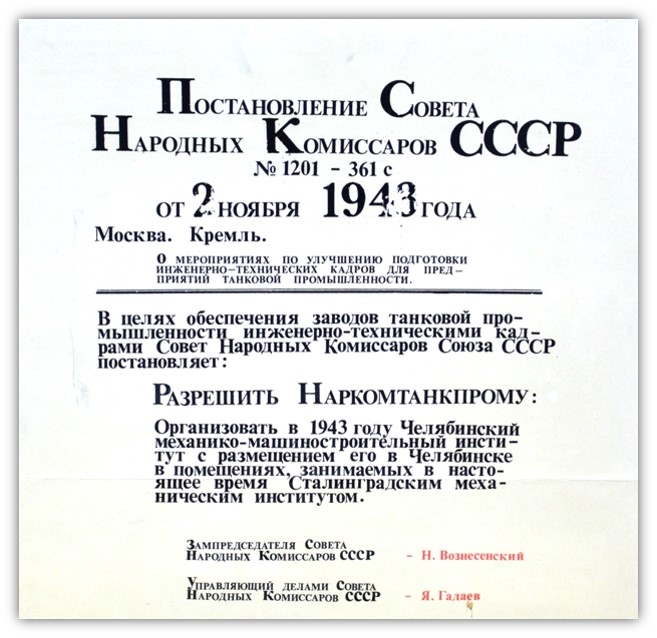 Постановление Совета
Народных Комиссаров СССР
№ 1201 - 361 с
от 2 ноября 1943 года
Москва. Кремль.
О мероприятиях по улучшению подготовки
инженерно-технических кадров для пред-
приятий танковой промышленности.
В целях обеспечения заводов танковой про-
мышленности инженерно-техническими кад-
рами Совет Народных Комиссаров Союза ССР
постановляет:
Разрешить Наркомтанкпрому:
Организовать в 1943 году Челябинский
механико-машиностроительный инсти-
тут с размещением его в Челябинске
в помещениях, занимаемых в насто-
ящее время Сталинградским меха-
ническим институтом.
Зампредседателя Совета
Народных Комиссаров СССР - Н. Вознесенский
Управляющий делами Совета
Народных Комиссаров СССР - Я. Гадаев